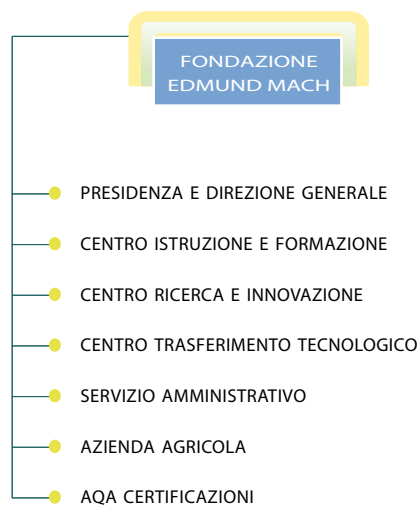 FONDAZIONE
EDMUND MACH
PRESIDENZA E DIREZIONE GENERALE
CENTRO ISTRUZIONE E FORMAZIONE
CENTRO RICERCA E INNOVAZIONE
CENTRO TRASFERIMENTO TECNOLOGICO
SERVIZIO AMMINISTRATIVO
AZIENDA AGRICOLA
AQA CERTIFICAZIONI